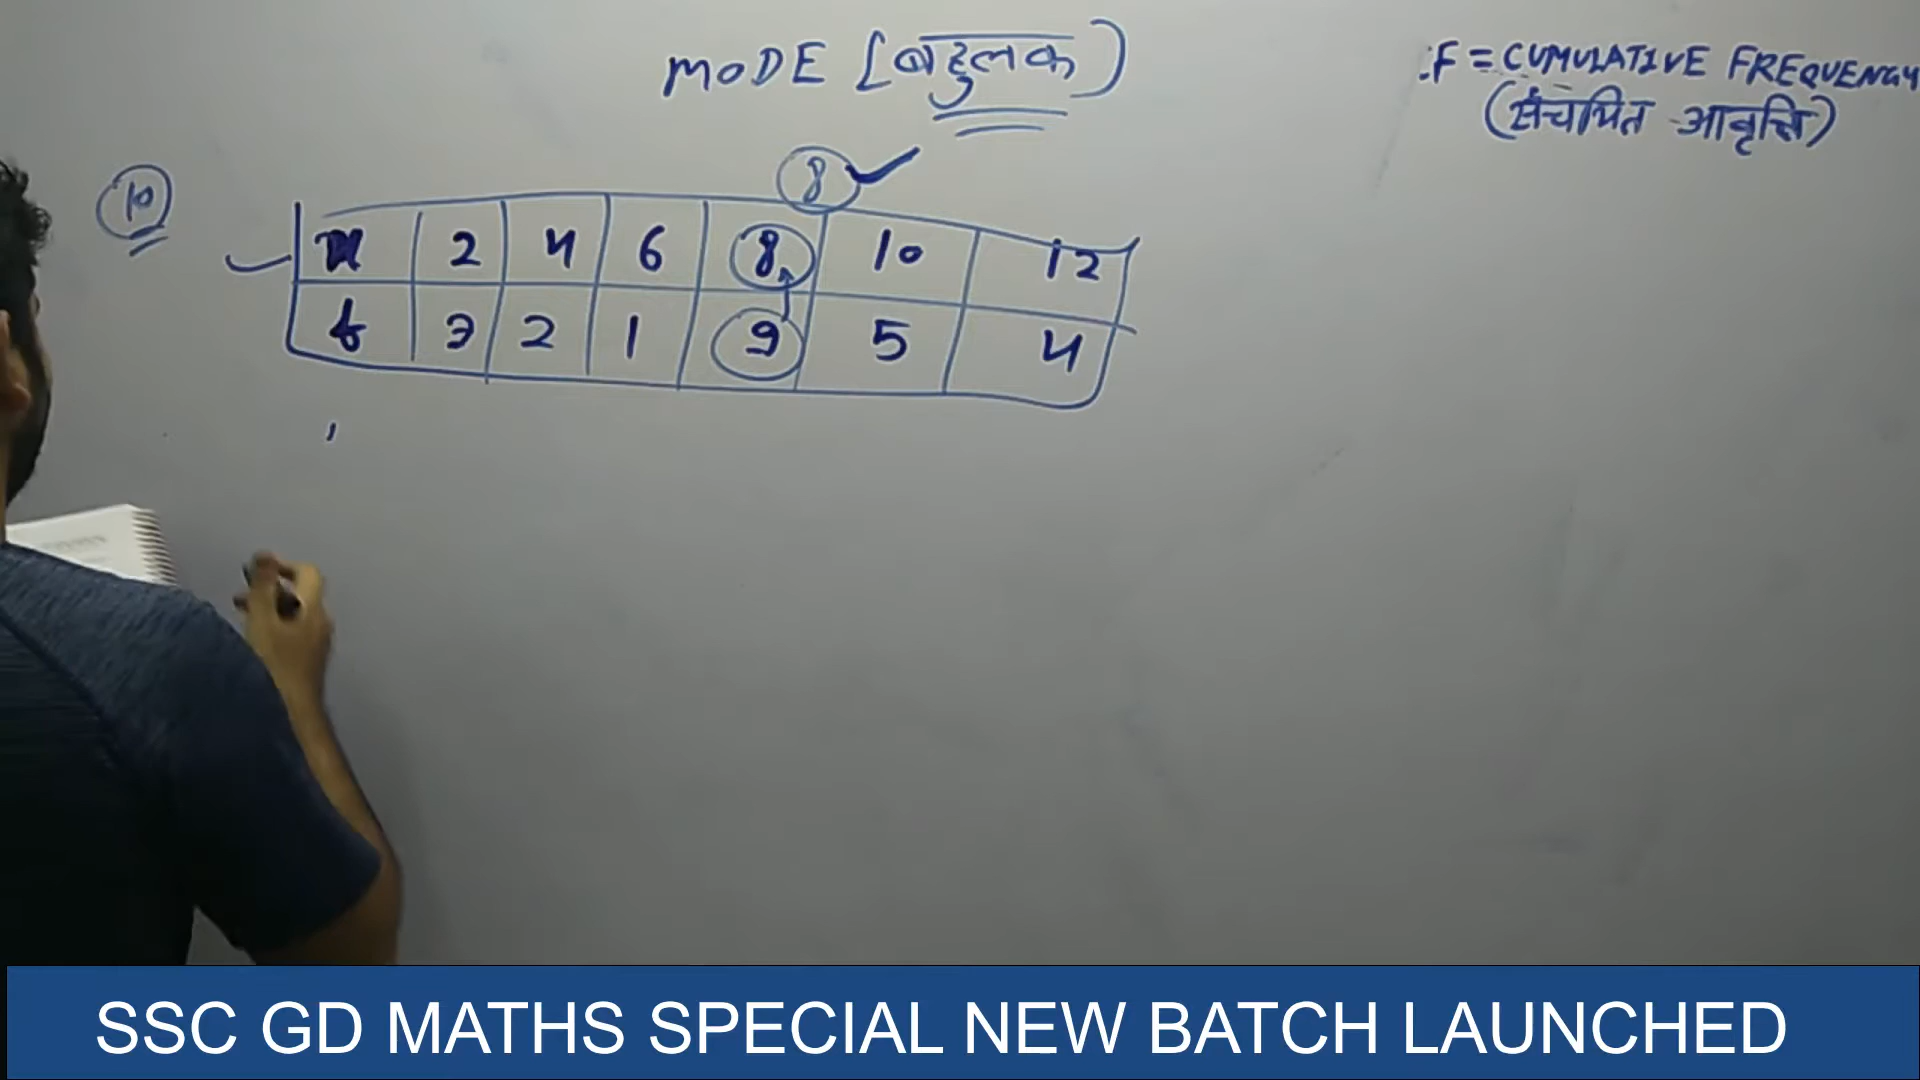 MODE [बहुलक)
.F = CUMULATIVE FREQUENCY
(संचयित आवृत्ति)
10
8
x 2 4 6 8 10 12
f 3 2 1 9 5 4
SSC GD MATHS SPECIAL NEW BATCH LAUNCHED